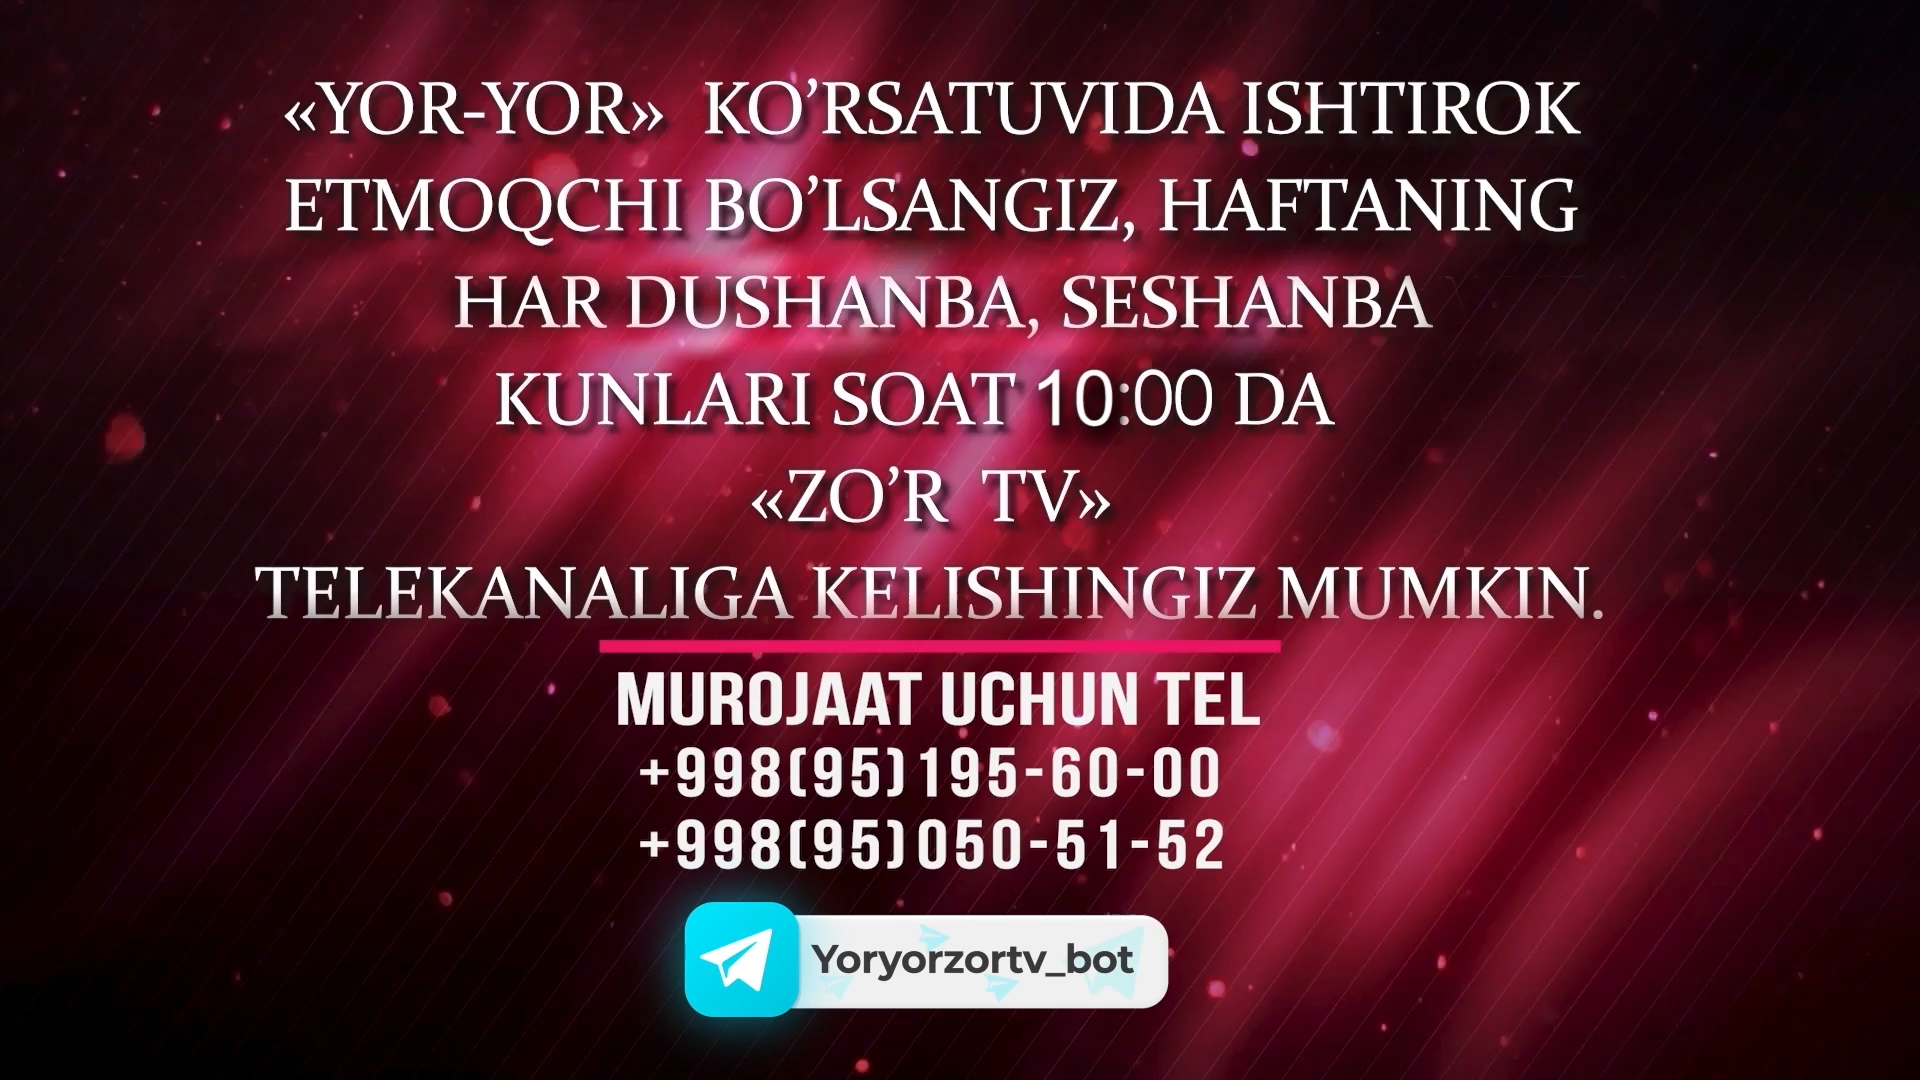 «YOR-YOR» KO’RSATUVIDA ISHTIROK
ETMOQCHI BO’LSANGIZ, HAFTANING
HAR DUSHANBA, SESHANBA
KUNLARI SOAT 10:00 DA
«ZO’R TV»
TELEKANALIGA KELISHINGIZ MUMKIN.
MUROJAAT UCHUN TEL
+998(95)195-60-00
+998(95)050-51-52
Yoryorzortv_bot